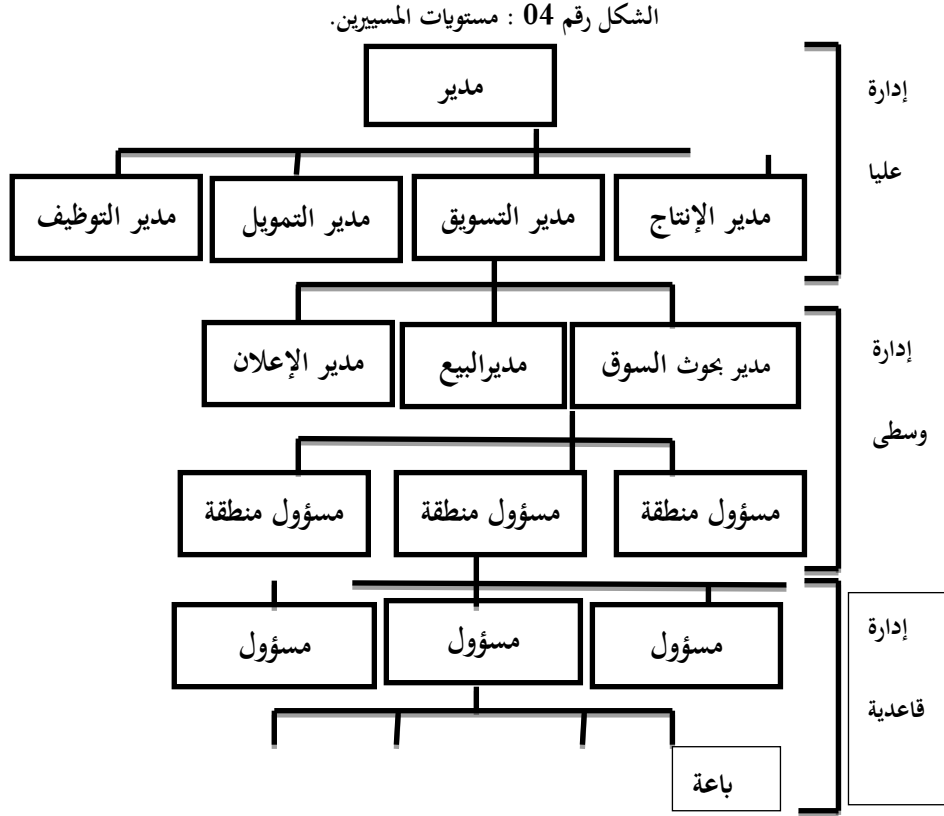 الشكل رقم 04 : مستويات المسييرين.
مدير
إدارة
عليا
مدير الإنتاج
مدير التسويق
مدير التمويل
مدير التوظيف
مدير بحوث السوق
مديرالبيع
مدير الإعلان
إدارة
وسطى
مسؤول منطقة
مسؤول منطقة
مسؤول منطقة
مسؤول
مسؤول
مسؤول
إدارة
قاعدية
باعة